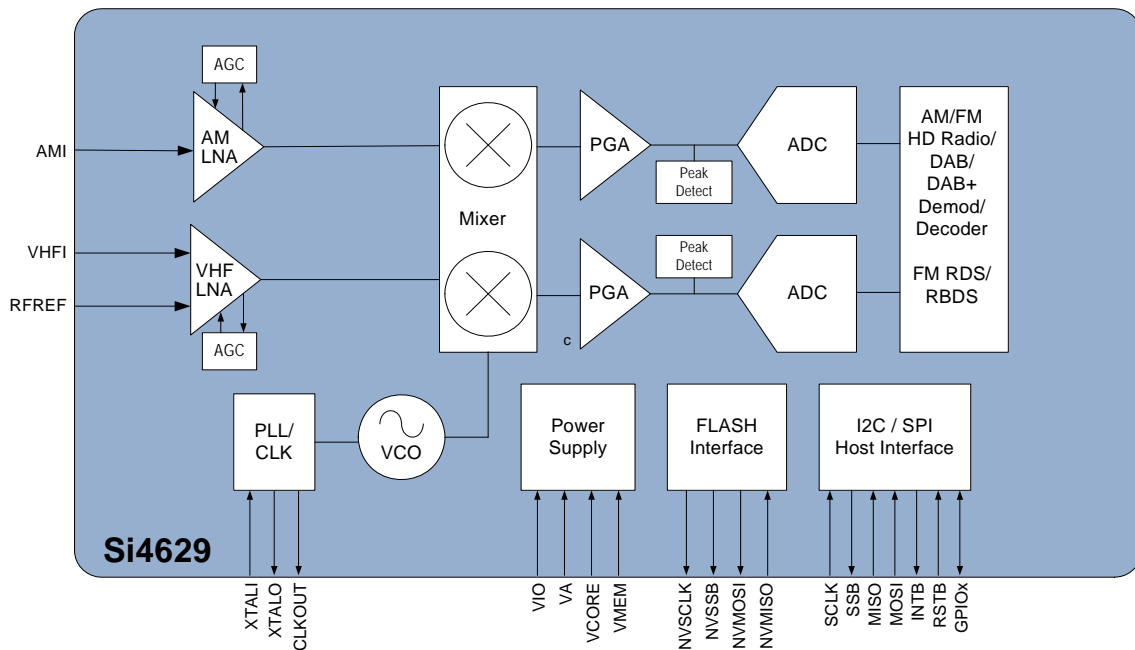 AGC
AMI
AM
LNA
VHFI
RFREF
VHF
LNA
AGC
Mixer
PGA
Peak
Detect
ADC
Peak
Detect
PGA
c
ADC
AM/FM
HD Radio/
DAB/
DAB+
Demod/
Decoder
FM RDS/
RBDS
PLL/
CLK
VCO
Power
Supply
FLASH
Interface
I2C / SPI
Host Interface
Si4629
XTALI
XTALO
CLKOUT
VIO
VA
VCORE
VMEM
NVSCLK
NVSSB
NVMOSI
NVMISO
SCLK
SSB
MISO
MOSI
INTB
RSTB
GPIOx